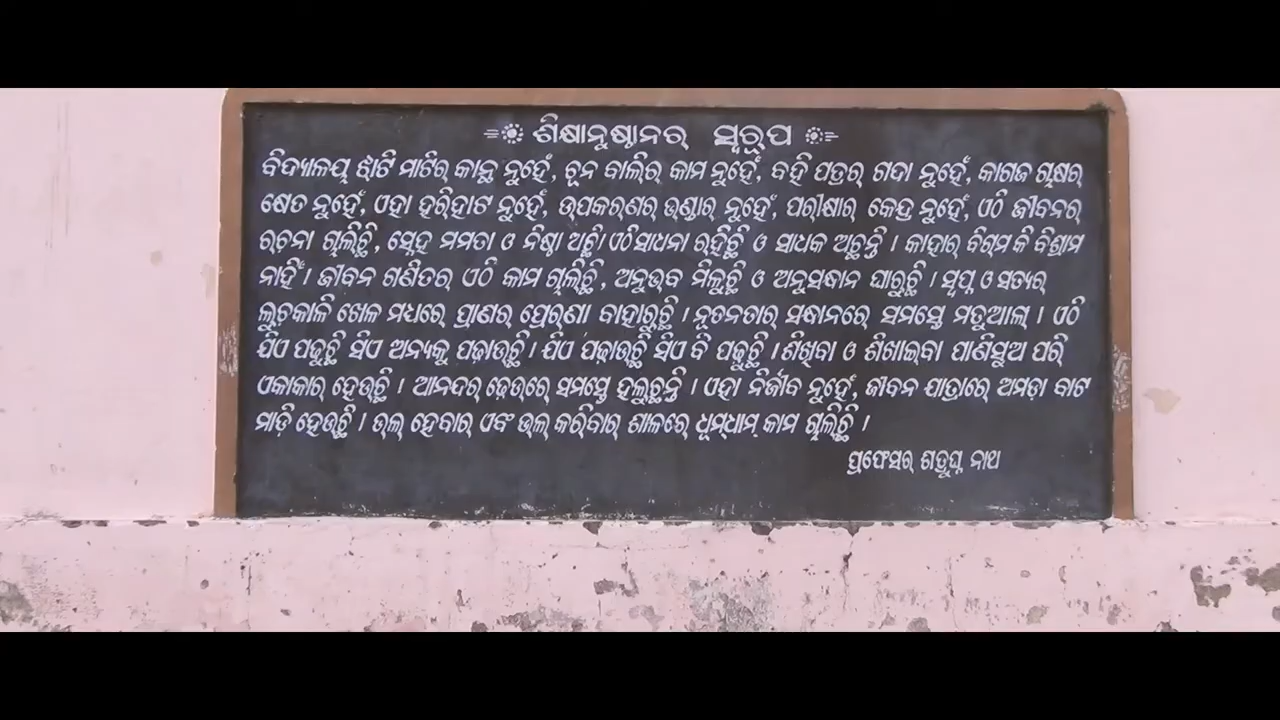 ଶିକ୍ଷାନୁଷ୍ଠାନର ସ୍ୱରୂପ
ବିଦ୍ୟାଳୟ ଝାଟି ମାଟିର କାନ୍ଥ ନୁହେଁ, ଚୂନ ବାଲିର କାମ ନୁହେଁ, ବହି ପତ୍ରର ଗଦା ନୁହେଁ, କାଗଜ ଚାଷର
କ୍ଷେତ ନୁହେଁ, ଏହା ହରିହାଟ ନୁହେଁ, ଉପକରଣର ଭଣ୍ଡାର ନୁହେଁ, ପରୀକ୍ଷାର କେନ୍ଦ୍ର ନୁହେଁ, ଏଠି ଜୀବନର
ରଚନା ଚାଲିଛି, ସ୍ନେହ ମମତା ଓ ନିଷ୍ଠା ଅଛି। ଏଠି ସାଧନା ରହିଛି ଓ ସାଧକ ଅଛନ୍ତି । କାହାର ବିରାମ କି ବିଶ୍ରାମ
ନାହିଁ । ଜୀବନ ଗଣିତର ଏଠି କାମ ଚାଲିଛି, ଅନୁଭବ ମିଳୁଛି ଓ ଅନୁସନ୍ଧାନ ଘାରୁଛି । ସ୍ୱପ୍ନ ଓ ସତ୍ୟର
ଲୁଚକାଳି ଖେଳ ମଧ୍ୟରେ ପ୍ରାଣର ପ୍ରେରଣା ବାହାରୁଛି । ନୂତନତାର ସନ୍ଧାନରେ ସମସ୍ତେ ମତୁଆଲା । ଏଠି
ଯିଏ ପଢୁଛି ସିଏ ଅନ୍ୟକୁ ପଢ଼ାଉଛି । ଯିଏ ପଢ଼ାଉଛି ସିଏ ବି ପଢୁଛି । ଶିଖିବା ଓ ଶିଖାଇବା ପାଣିସୁଅ ପରି
ଏକାକାର ହେଉଛି । ଆନନ୍ଦର ଢ଼େଉରେ ସମସ୍ତେ ହଲୁଛନ୍ତି । ଏହା ନିର୍ଜୀବ ନୁହେଁ, ଜୀବନ ଯାତ୍ରାରେ ଅମଡ଼ା ବାଟ
ମାଡ଼ି ହେଉଛି । ଭଲ ହେବାର ଏବଂ ଭଲ କରିବାର ଶାଳରେ ଧୂମ୍‌ଧାମ୍ କାମ ଚାଲିଛି ।
ପ୍ରଫେସର ଶତ୍ରୁଘ୍ନ ନାଥ